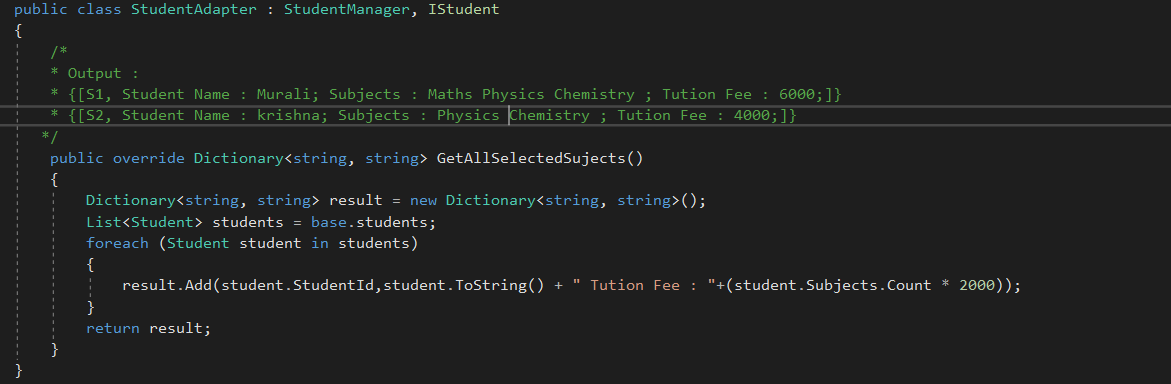 public class StudentAdapter : StudentManager, IStudent
{
/*
* Output :
* {[S1, Student Name : Murali; Subjects : Maths Physics Chemistry ; Tution Fee : 6000;]}
* {[S2, Student Name : krishna; Subjects : Physics Chemistry ; Tution Fee : 4000;]}
*/
public override Dictionary<string, string> GetAllSelectedSujects()
{
Dictionary<string, string> result = new Dictionary<string, string>();
List<Student> students = base.students;
foreach (Student student in students)
{
result.Add(student.StudentId,student.ToString() + " Tution Fee : "+(student.Subjects.Count * 2000));
}
return result;
}
}